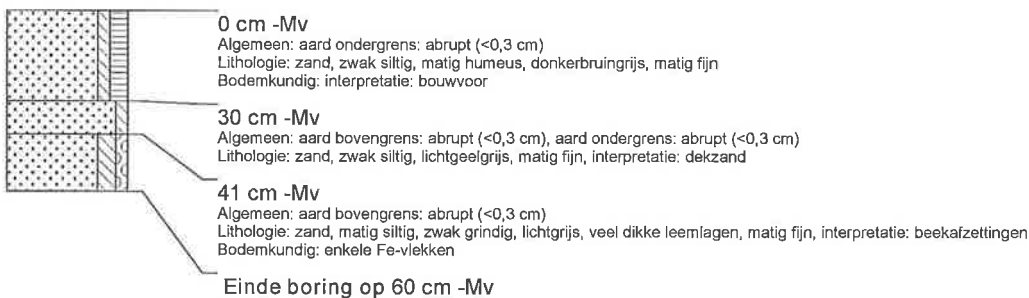 0 cm -Mv
Algemeen: aard ondergrens: abrupt (<0,3 cm)
Lithologie: zand, zwak siltig, matig humeus, donkerbruingrijs, matig fijn
Bodemkundig: interpretatie: bouwvoor
30 cm -Mv
Algemeen: aard bovengrens: abrupt (<0,3 cm), aard ondergrens: abrupt (<0,3 cm)
Lithologie: zand, zwak siltig, lichtgeelgrijs, matig fijn, interpretatie: dekzand
41 cm -Mv
Algemeen: aard bovengrens: abrupt (<0,3 cm)
Lithologie: zand, matig siltig, zwak grindig, lichtgrijs, veel dikke leemlagen, matig fijn, interpretatie: beekafzettingen
Bodemkundig: enkele Fe-vlekken
Einde boring op 60 cm -Mv